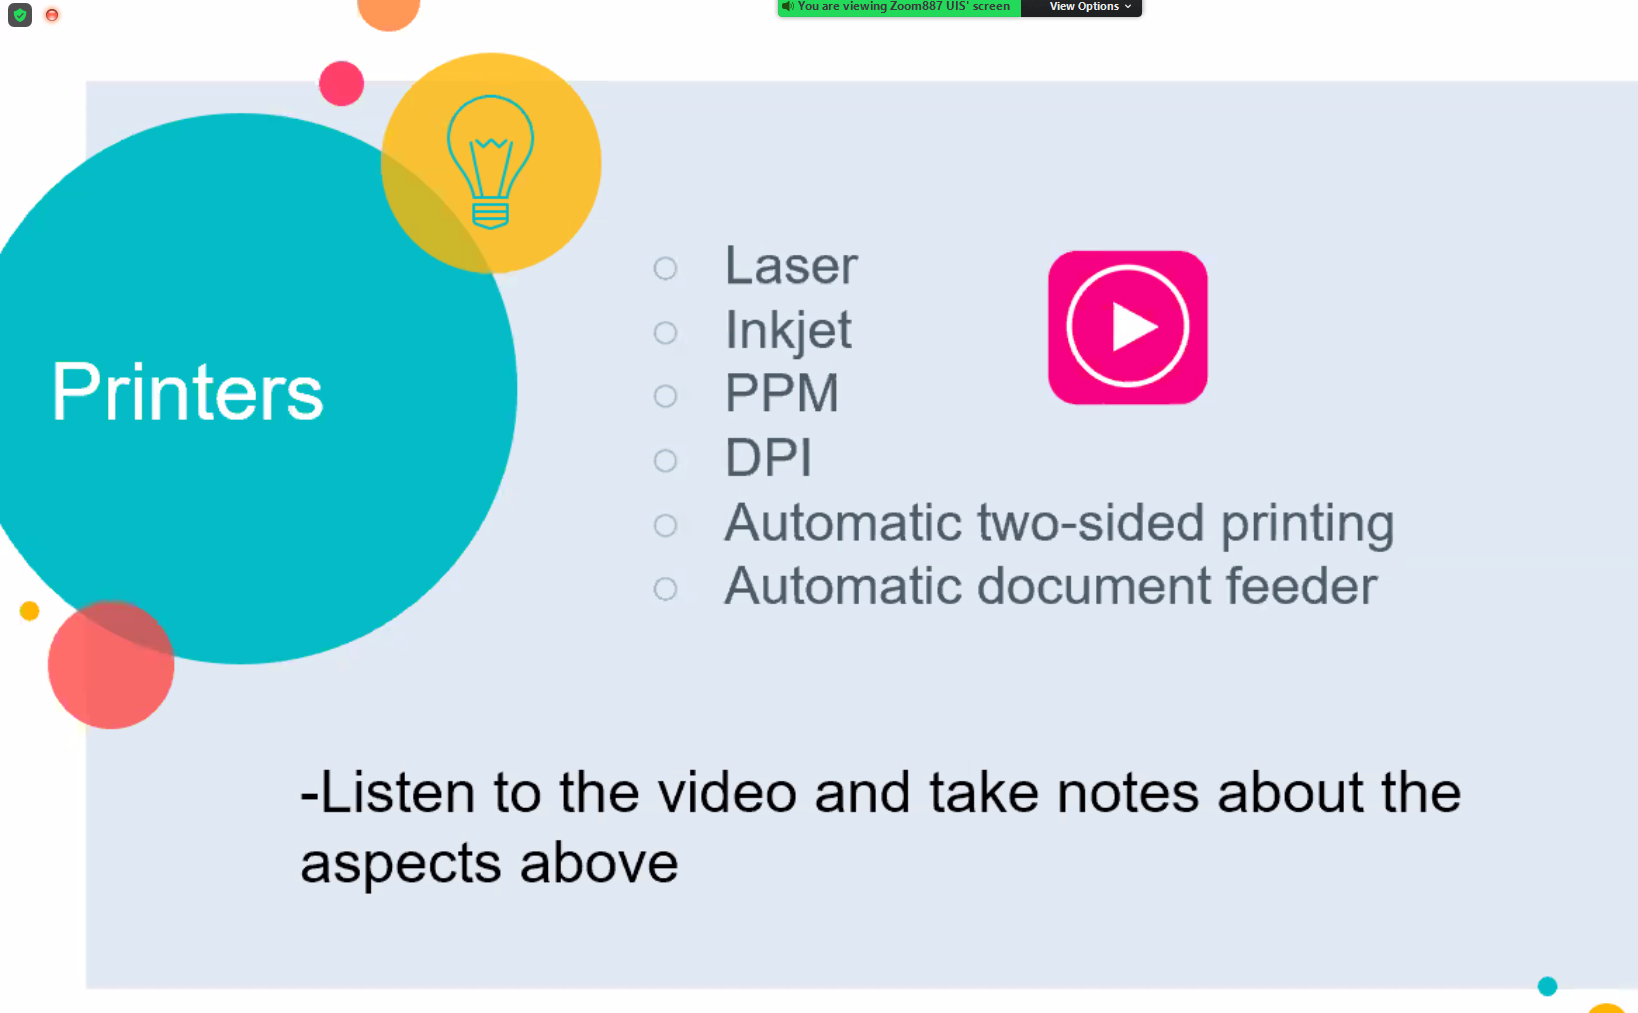 You are viewing Zoom887 UIS' screen
View Options
Printers
Laser
Inkjet
PPM
DPI
Automatic two-sided printing
Automatic document feeder
-Listen to the video and take notes about the
aspects above